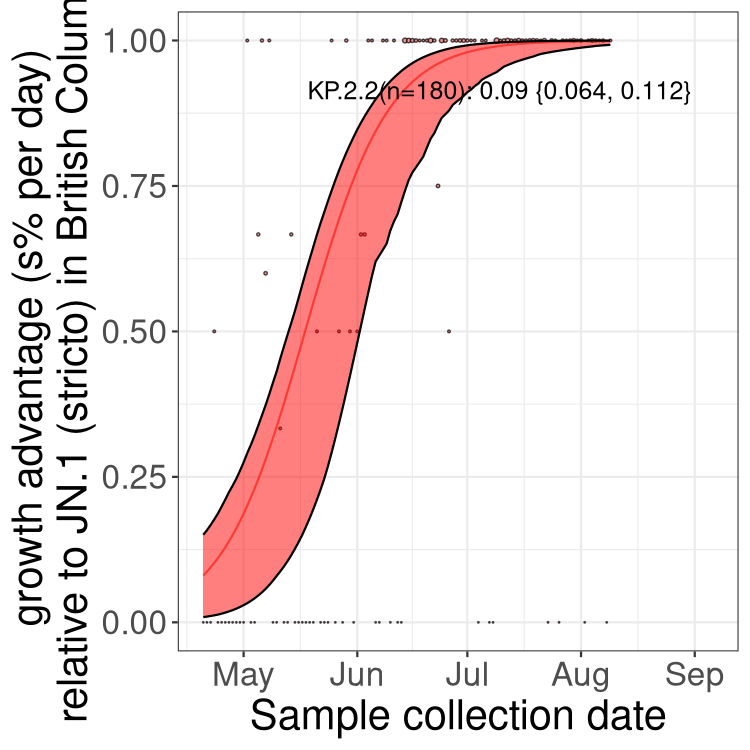 growth advantage (s% per day)
relative to JN.1 (stricto) in British Colum
1.00
0.75
0.50
0.25
0.00
KP.2.2(n=180): 0.09 {0.064, 0.112}
May Jun Jul Aug Sep
Sample collection date